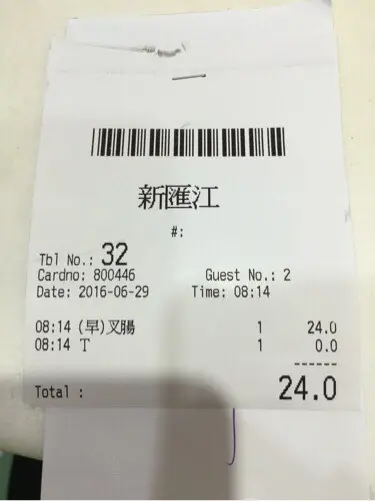 新匯江
#:
Tbl No.: 32
Cardno: 800446 Guest No.: 2
Date: 2016-06-29 Time: 08:14
08:14 (早)叉腸 1 24.0
08:14 T 1 0.0
------
Total : 24.0